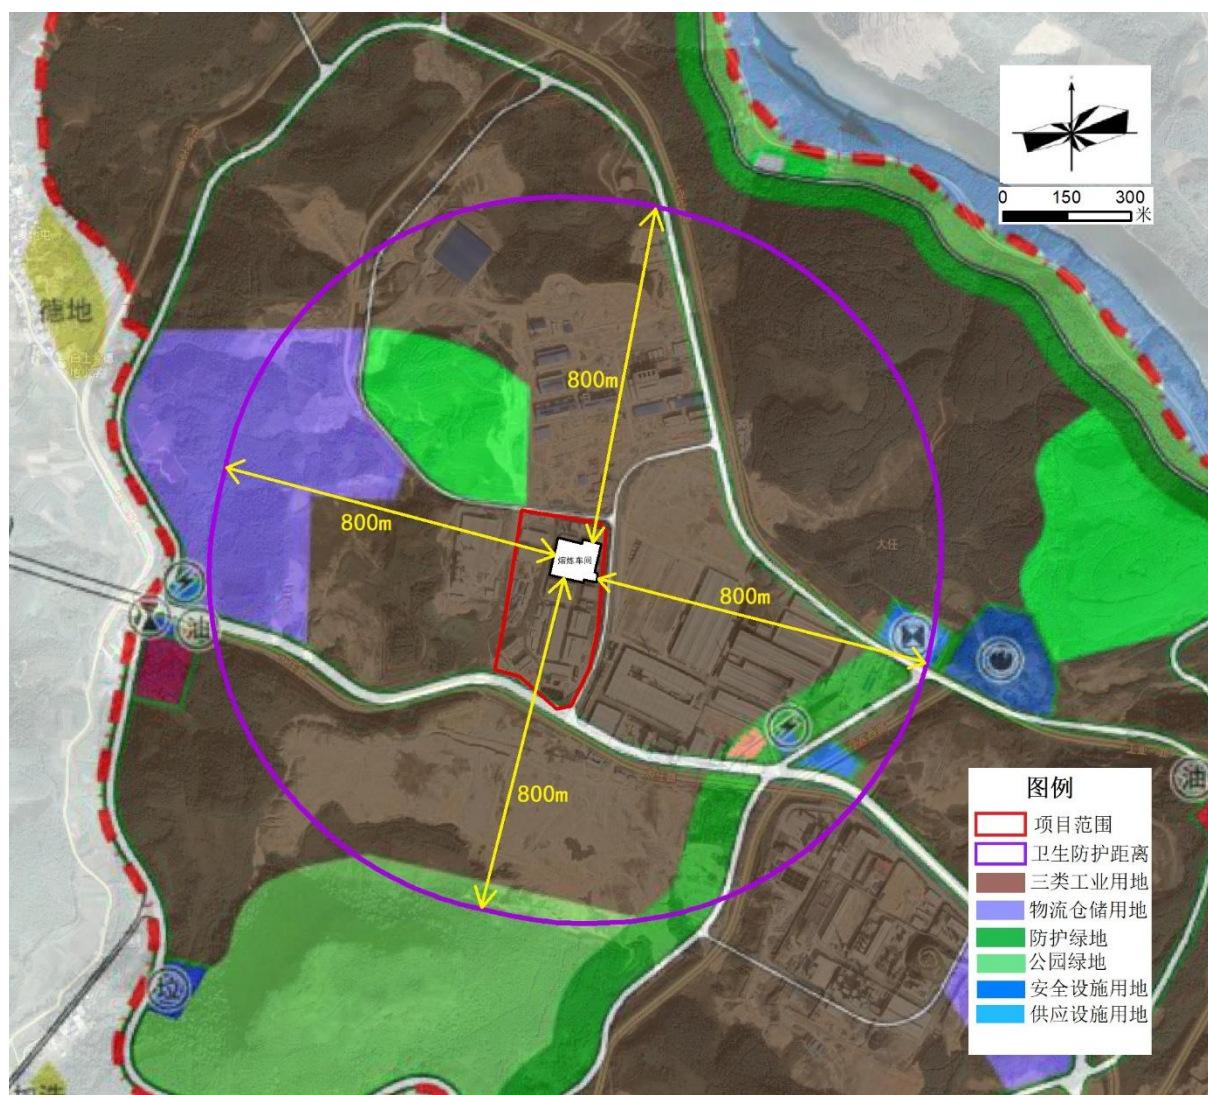 0 150 300
米
德地
800m
800m
熔炼车间
大任
800m
油
油
800m
垃
图例
项目范围
卫生防护距离
三类工业用地
物流仓储用地
防护绿地
公园绿地
安全设施用地
供应设施用地